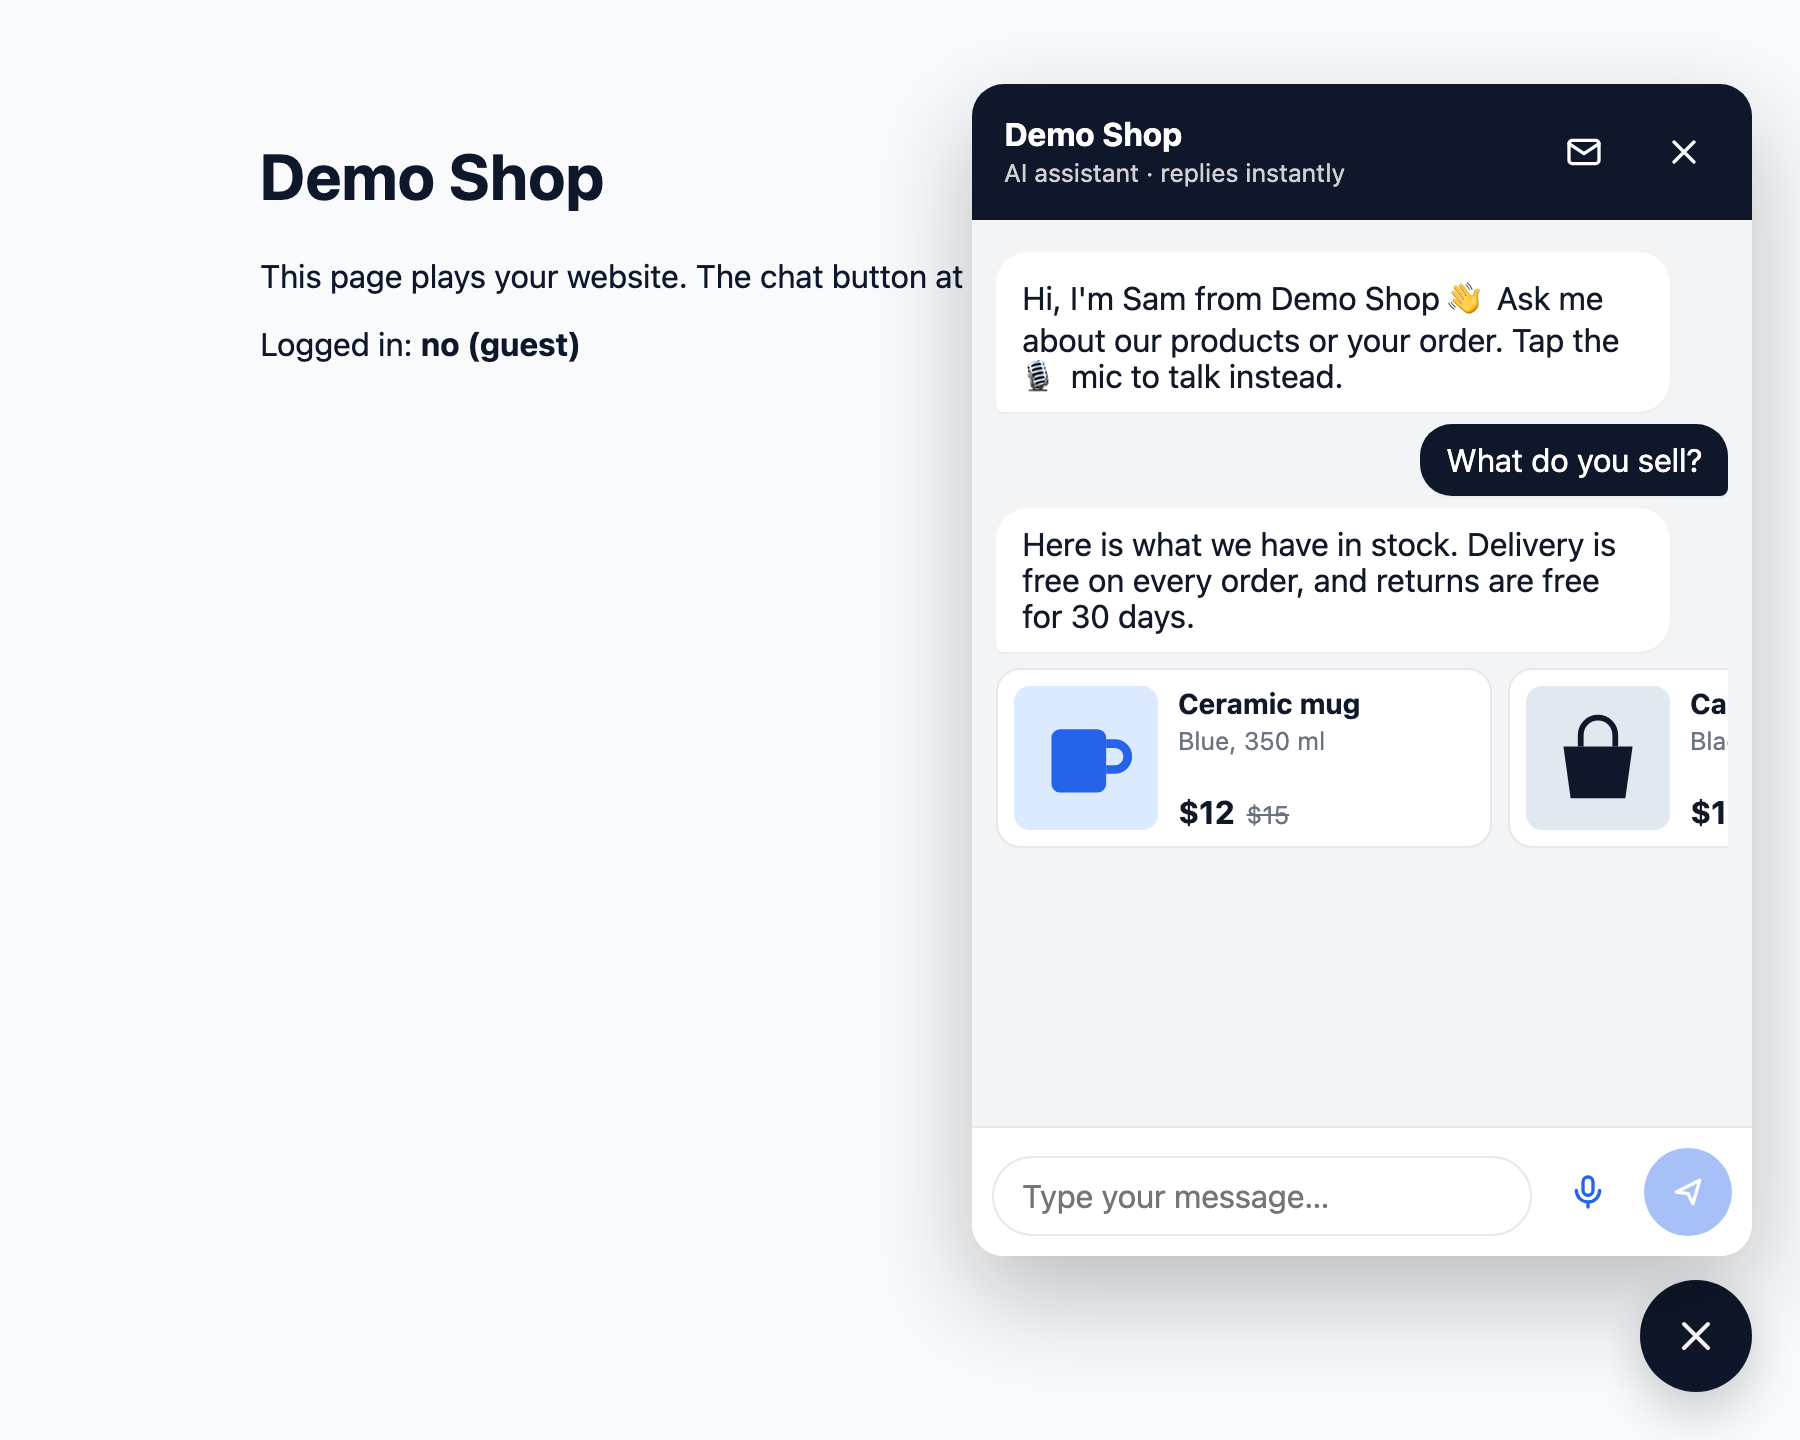 Demo Shop
This page plays your website. The chat button at
Logged in: no (guest)
Demo Shop
AI assistant · replies instantly
Hi, I'm Sam from Demo Shop 👋 Ask me
about our products or your order. Tap the
🎙️ mic to talk instead.
What do you sell?
Here is what we have in stock. Delivery is
free on every order, and returns are free
for 30 days.
Ceramic mug
Blue, 350 ml
$12 $15
Type your message...